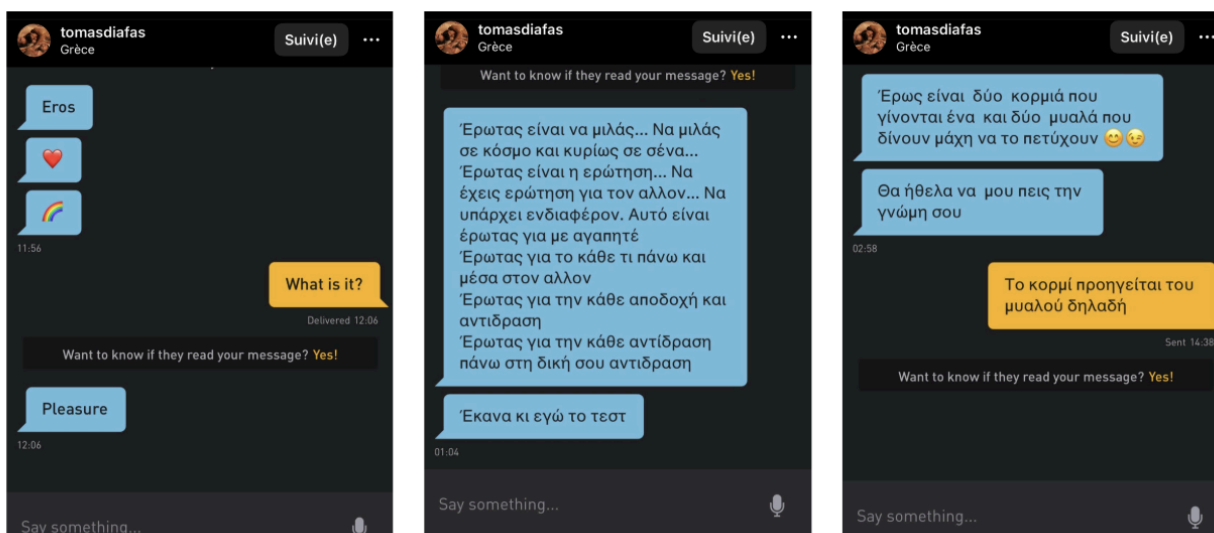 tomasdiafas
Grèce
Suivi(e)
Eros
11:56
What is it?
Delivered 12:06
Want to know if they read your message? Yes!
Pleasure
12:06
Say something...
tomasdiafas
Grèce
Suivi(e)
Want to know if they read your message? Yes!
Έρωτας είναι να μιλάς... Να μιλάς
σε κόσμο και κυρίως σε σένα...
Έρωτας είναι η ερώτηση... Να
έχεις ερώτηση για τον αλλον... Να
υπάρχει ενδιαφέρον. Αυτό είναι
έρωτας για με αγαπητέ
Έρωτας για το κάθε τι πάνω και
μέσα στον αλλον
Έρωτας για την κάθε αποδοχή και
αντιδραση
Έρωτας για την κάθε αντίδραση
πάνω στη δική σου αντιδραση
Έκανα κι εγώ το τεστ
01:04
Say something...
tomasdiafas
Grèce
Suivi(e)
Έρως είναι δύο κορμιά που
γίνονται ένα και δύο μυαλά που
δίνουν μάχη να το πετύχουν 😊😉
Θα ήθελα να μου πεις την
γνώμη σου
02:58
Το κορμί προηγείται του
μυαλού δηλαδή
Sent 14:38
Want to know if they read your message? Yes!
Say something...